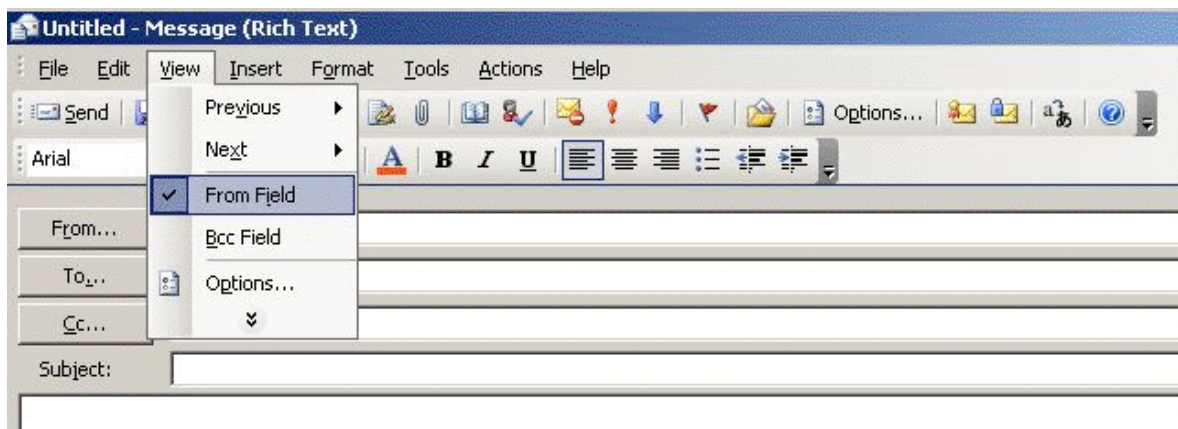 Untitled - Message (Rich Text)
File Edit View Insert Format Tools Actions Help
Send Options...
Arial A B I U
Previous
Next
From Field
Bcc Field
Options...
From...
To...
Cc...
Subject: